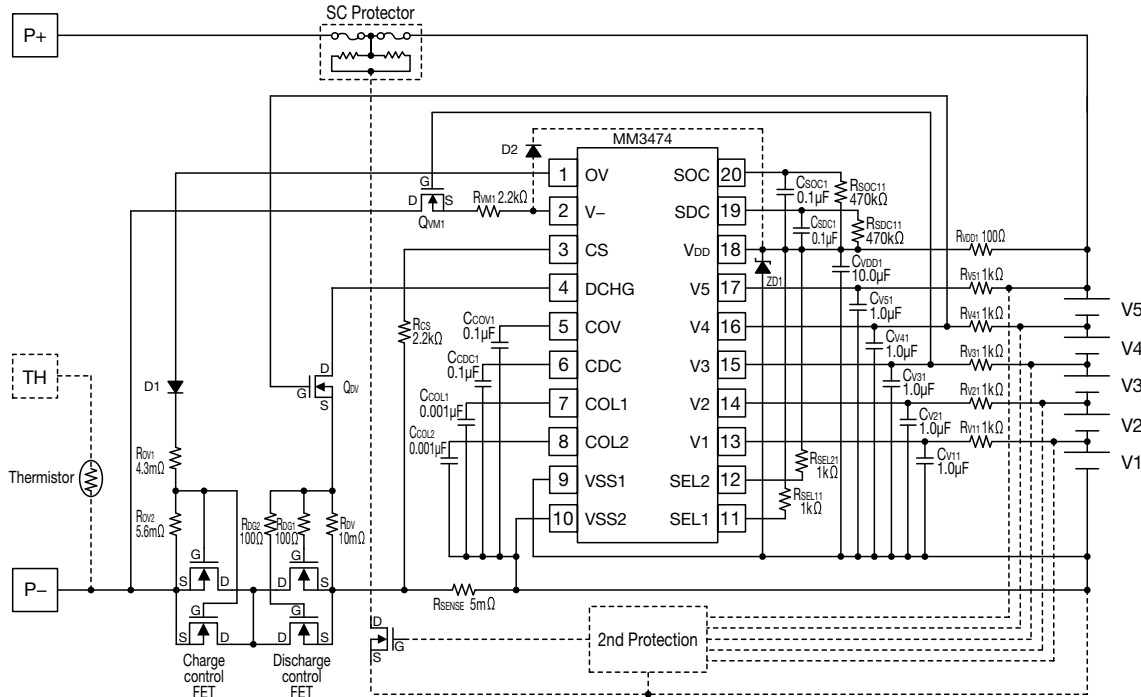 SC Protector
P+
MM3474
D2
1 OV
SOC 20
CSOC1
0.1µF
RSOC11
470kΩ
G
D S
QVM1
RVM1 2.2kΩ
2 V−
SDC 19
CSDC1
0.1µF
RSDC11
470kΩ
3 CS
VDD 18
RVDD1 100Ω
ZD1
CVDD1
10.0µF
4 DCHG
V5 17
RV51 1kΩ
CV51
1.0µF
V5
RCS
2.2kΩ
CCOV1
0.1µF
5 COV
V4 16
RV41 1kΩ
CV41
1.0µF
V4
TH
D1
D
G
S
QDV
CCDC1
0.1µF
6 CDC
V3 15
RV31 1kΩ
CV31
1.0µF
V3
CCOL1
0.001µF
7 COL1
V2 14
RV21 1kΩ
CV21
1.0µF
V2
CCOL2
0.001µF
8 COL2
V1 13
RV11 1kΩ
CV11
1.0µF
V1
Thermistor
ROV1
4.3mΩ
9 VSS1
SEL2 12
RSEL21
1kΩ
ROV2
5.6mΩ
RDG2
100Ω
RDG1
100Ω
RDV
10mΩ
10 VSS2
SEL1 11
RSEL11
1kΩ
P−
G
S D
G
D S
RSENSE 5mΩ
G
S D
G
D S
D
G
S
2nd Protection
Charge
control
FET
Discharge
control
FET